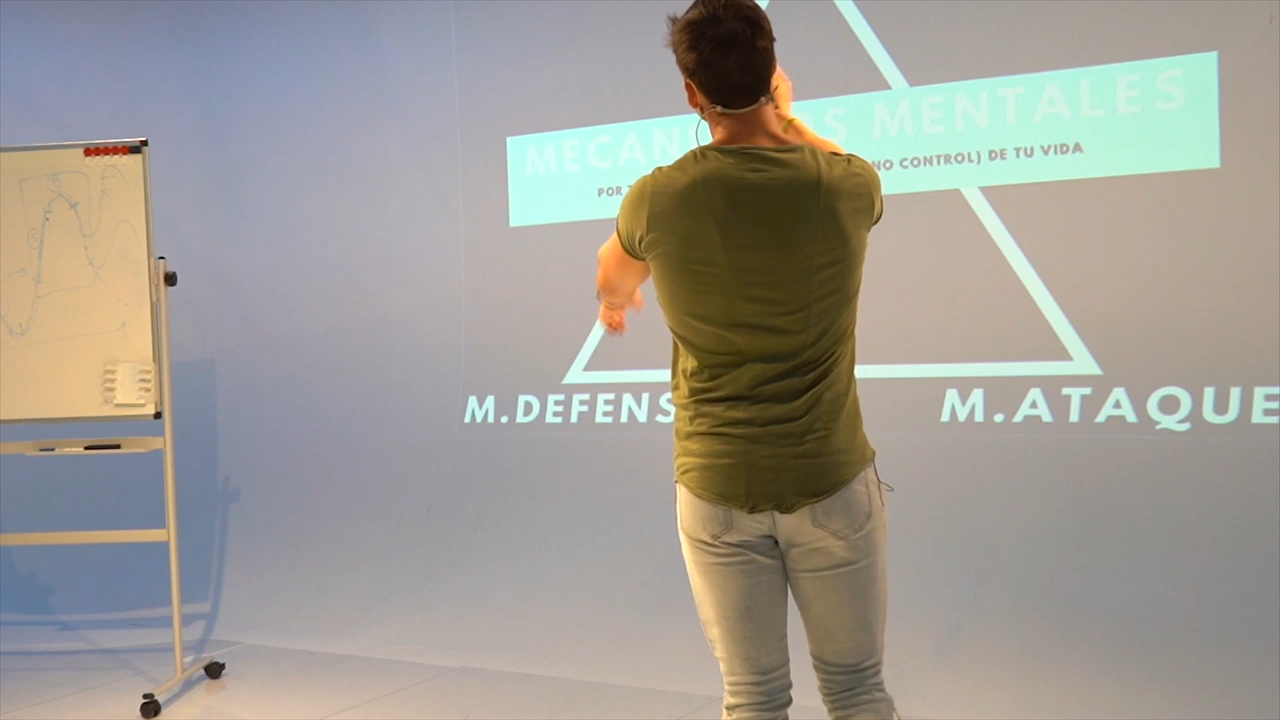 MECAN S MENTALES
POR NO CONTROL) DE TU VIDA
M.DEFENS M.ATAQUE